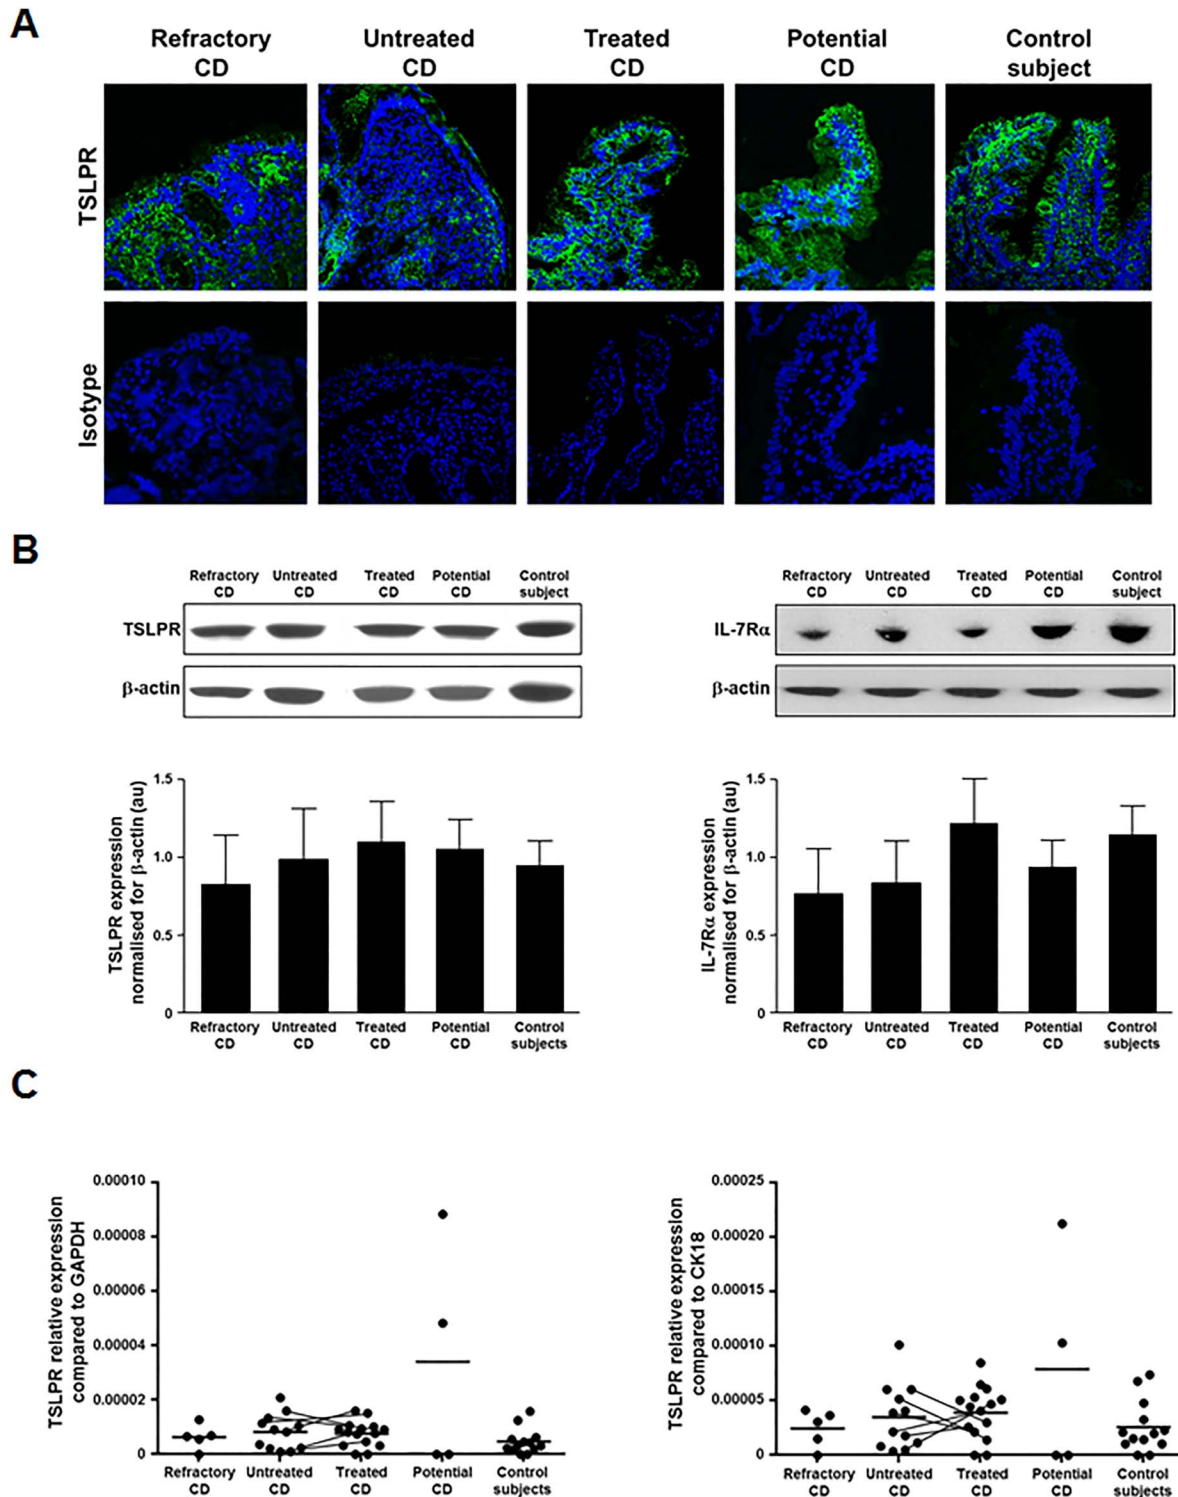 A
Refractory CD
Untreated CD
Treated CD
Potential CD
Control subject
TSLPR
Isotype
B
Refractory CD
Untreated CD
Treated CD
Potential CD
Control subject
TSLPR
β-actin
Refractory CD
Untreated CD
Treated CD
Potential CD
Control subject
IL-7Rα
β-actin
TSLPR expression
normalised for β-actin (au)
1.5
1.0
0.5
0
Refractory CD
Untreated CD
Treated CD
Potential CD
Control subjects
IL-7Rα expression
normalised for β-actin (au)
1.5
1.0
0.5
0
Refractory CD
Untreated CD
Treated CD
Potential CD
Control subjects
C
TSLPR relative expression
compared to GAPDH
0.00010
0.00008
0.00006
0.00004
0.00002
0
Refractory CD
Untreated CD
Treated CD
Potential CD
Control subjects
TSLPR relative expression
compared to CK18
0.00025
0.00020
0.00015
0.00010
0.00005
0
Refractory CD
Untreated CD
Treated CD
Potential CD
Control subjects